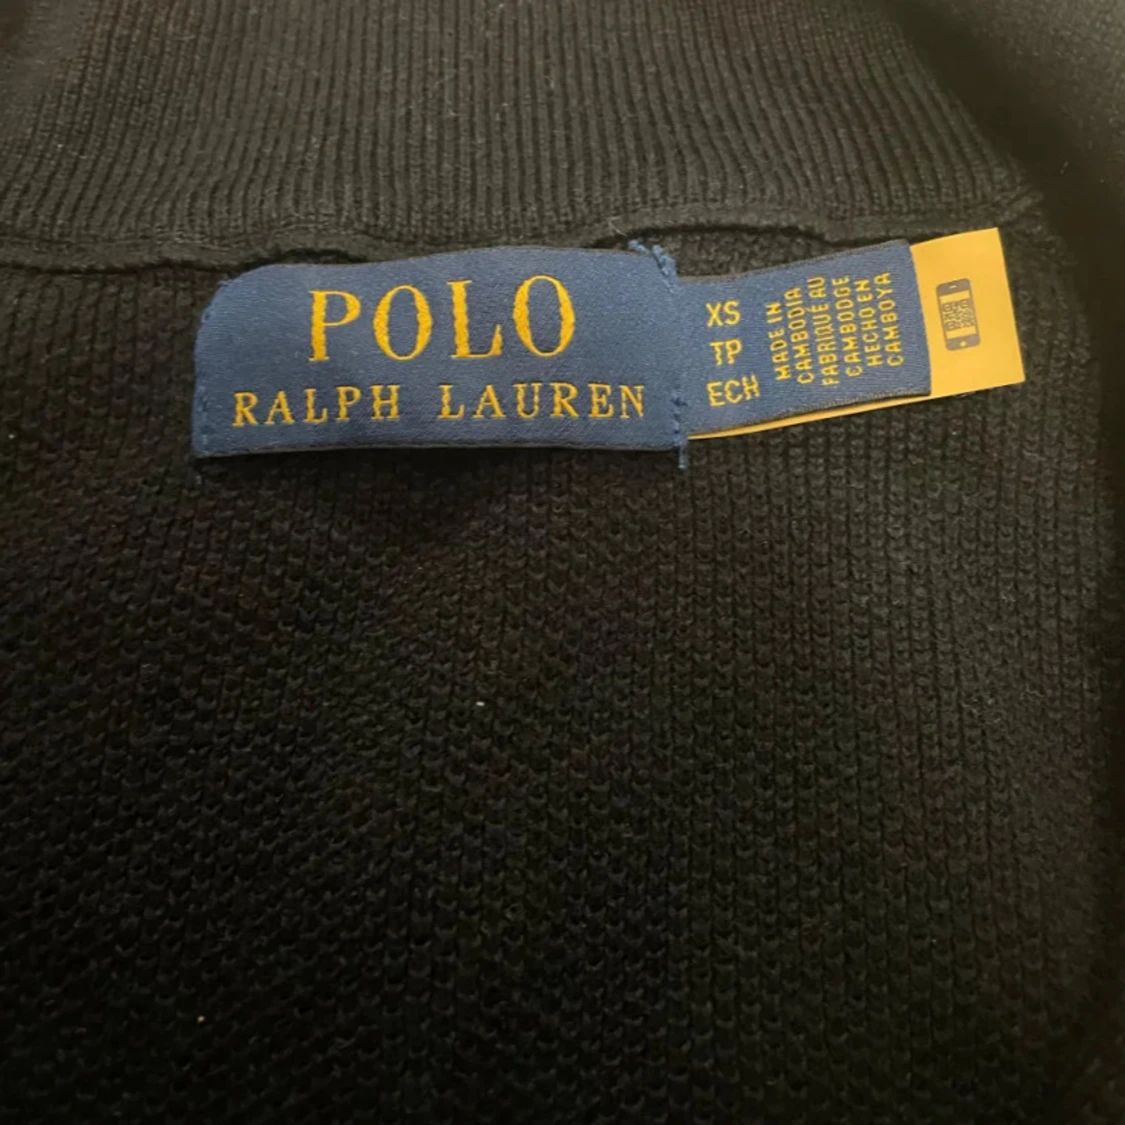 POLO
RALPH LAUREN
XS
TP
ECH
MADE IN
CAMBODIA
FABRIQUÉ AU
CAMBODGE
HECHO EN
CAMBOYA